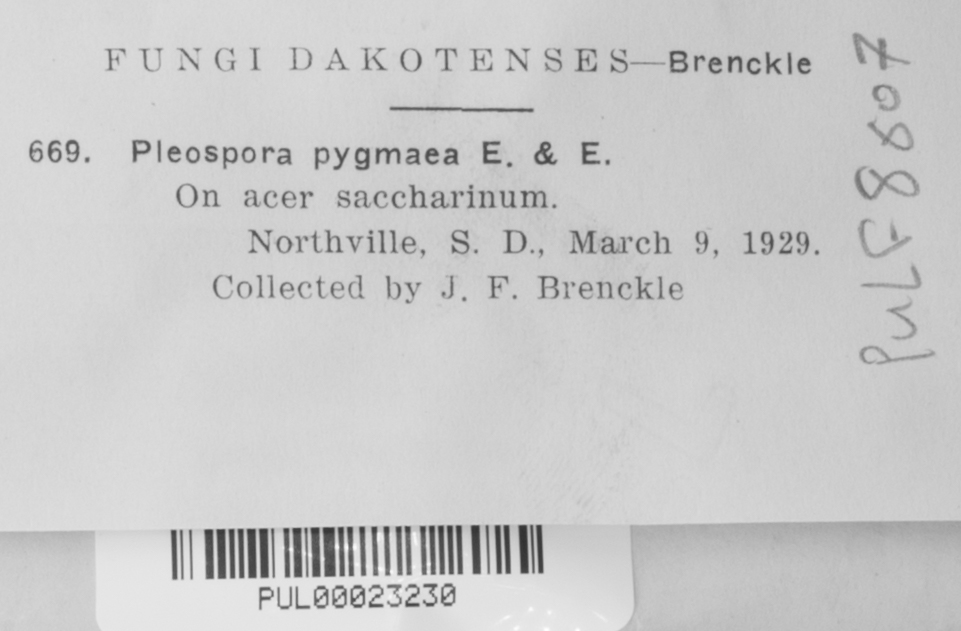 FUNGI DAKOTENSES—Brenckle
669. Pleospora pygmaea E. & E.
On acer saccharinum.
Northville, S. D., March 9, 1929.
Collected by J. F. Brenckle
PULF8807
PUL00023230